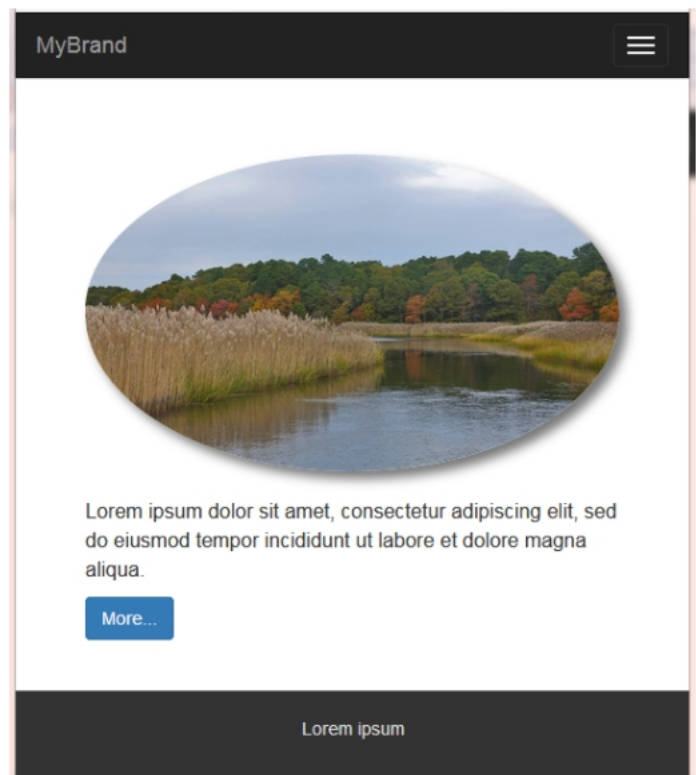 MyBrand
Lorem ipsum dolor sit amet, consectetur adipiscing elit, sed
do eiusmod tempor incididunt ut labore et dolore magna
aliqua.
More...
Lorem ipsum